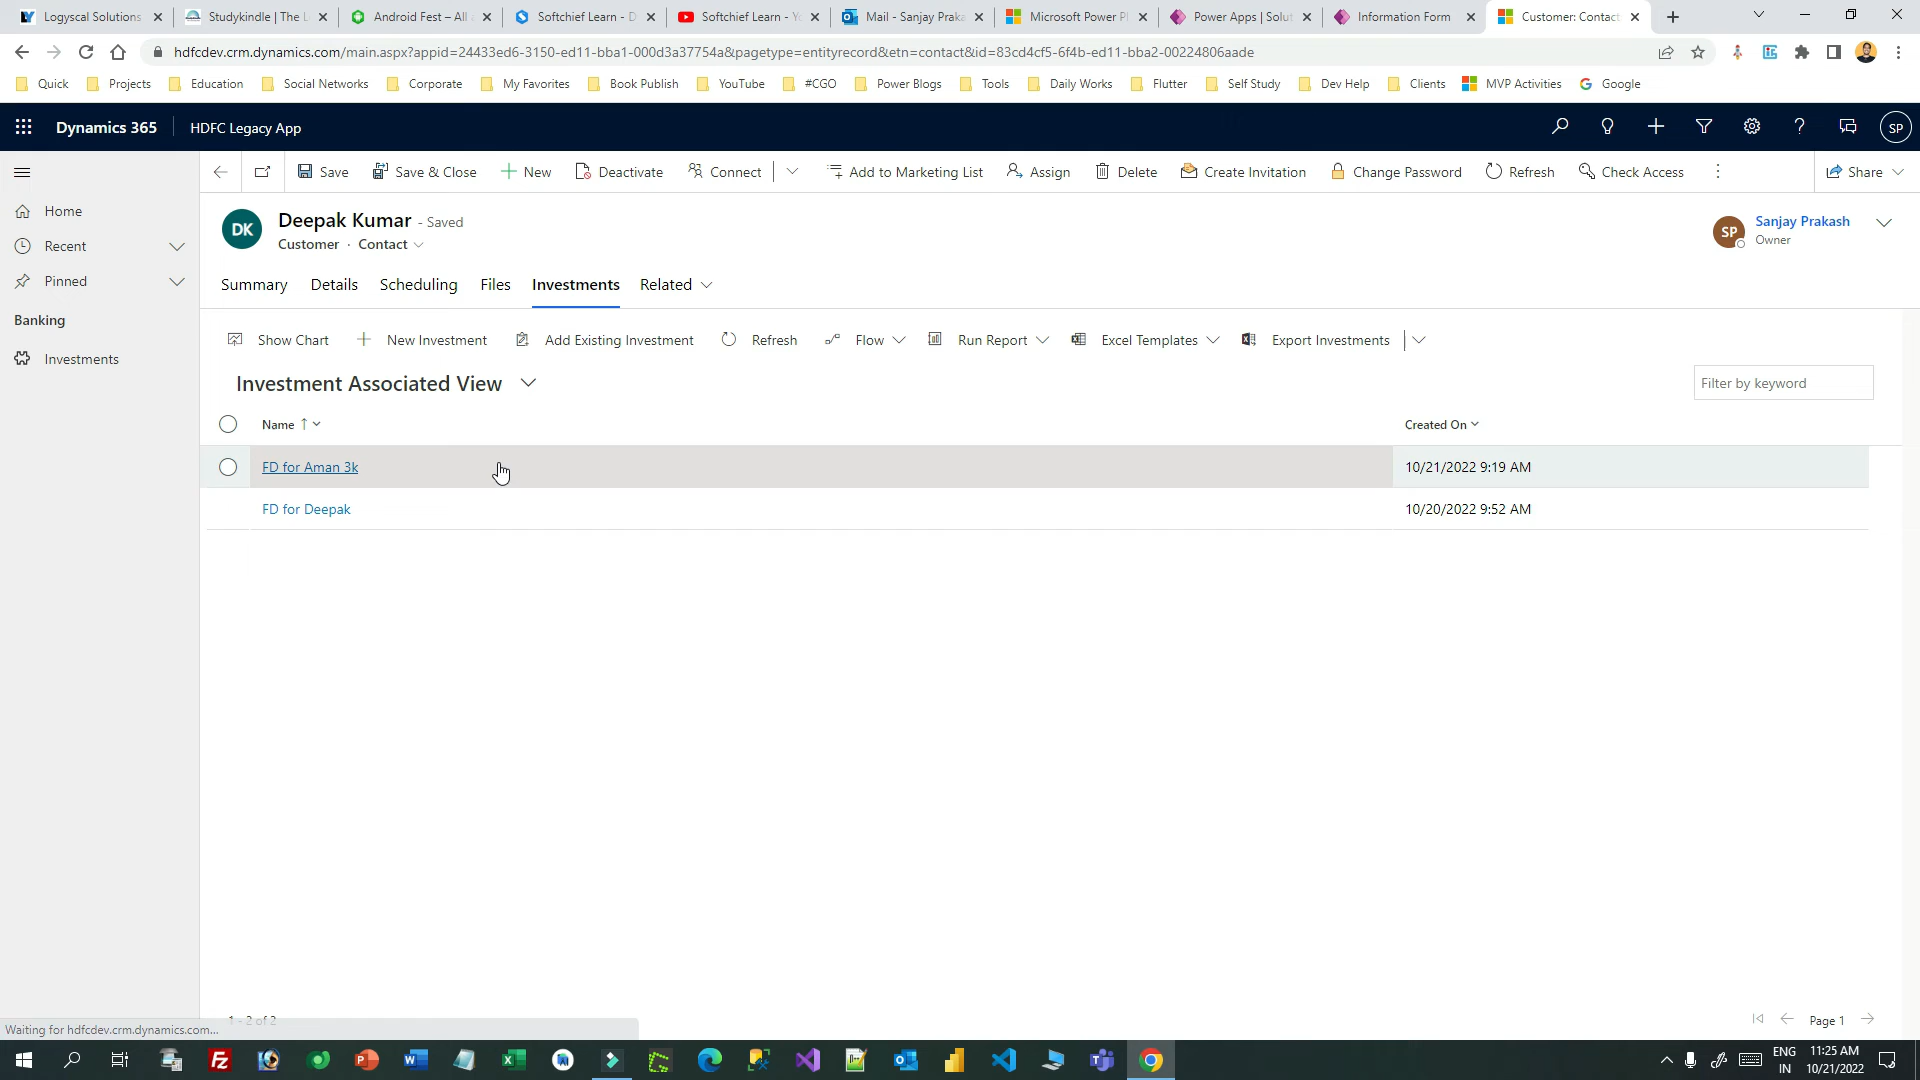 Logyscal Solutions
Studykindle | The L
Android Fest – All a
Softchief Learn - D
Softchief Learn - Yo
Mail - Sanjay Praka
Microsoft Power Pl
Power Apps | Solut
Information Form
Customer: Contact
hdfcdev.crm.dynamics.com/main.aspx?appid=24433ed6-3150-ed11-bba1-000d3a37754a&pagetype=entityrecord&etn=contact&id=83cd4cf5-6f4b-ed11-bba2-00224806aade
Quick
Projects
Education
Social Networks
Corporate
My Favorites
Book Publish
YouTube
#CGO
Power Blogs
Tools
Daily Works
Flutter
Self Study
Dev Help
Clients
MVP Activities
Google
Dynamics 365
HDFC Legacy App
SP
Home
Recent
Pinned
Banking
Investments
Save
Save & Close
New
Deactivate
Connect
Add to Marketing List
Assign
Delete
Create Invitation
Change Password
Refresh
Check Access
Share
DK
Deepak Kumar - Saved
Customer · Contact
SP
Sanjay Prakash
Owner
Summary
Details
Scheduling
Files
Investments
Related
Show Chart
New Investment
Add Existing Investment
Refresh
Flow
Run Report
Excel Templates
Export Investments
Investment Associated View
Filter by keyword
Name
Created On
FD for Aman 3k
10/21/2022 9:19 AM
FD for Deepak
10/20/2022 9:52 AM
1 - 2 of 2
Page 1
Waiting for hdfcdev.crm.dynamics.com...
ENG
IN
11:25 AM
10/21/2022